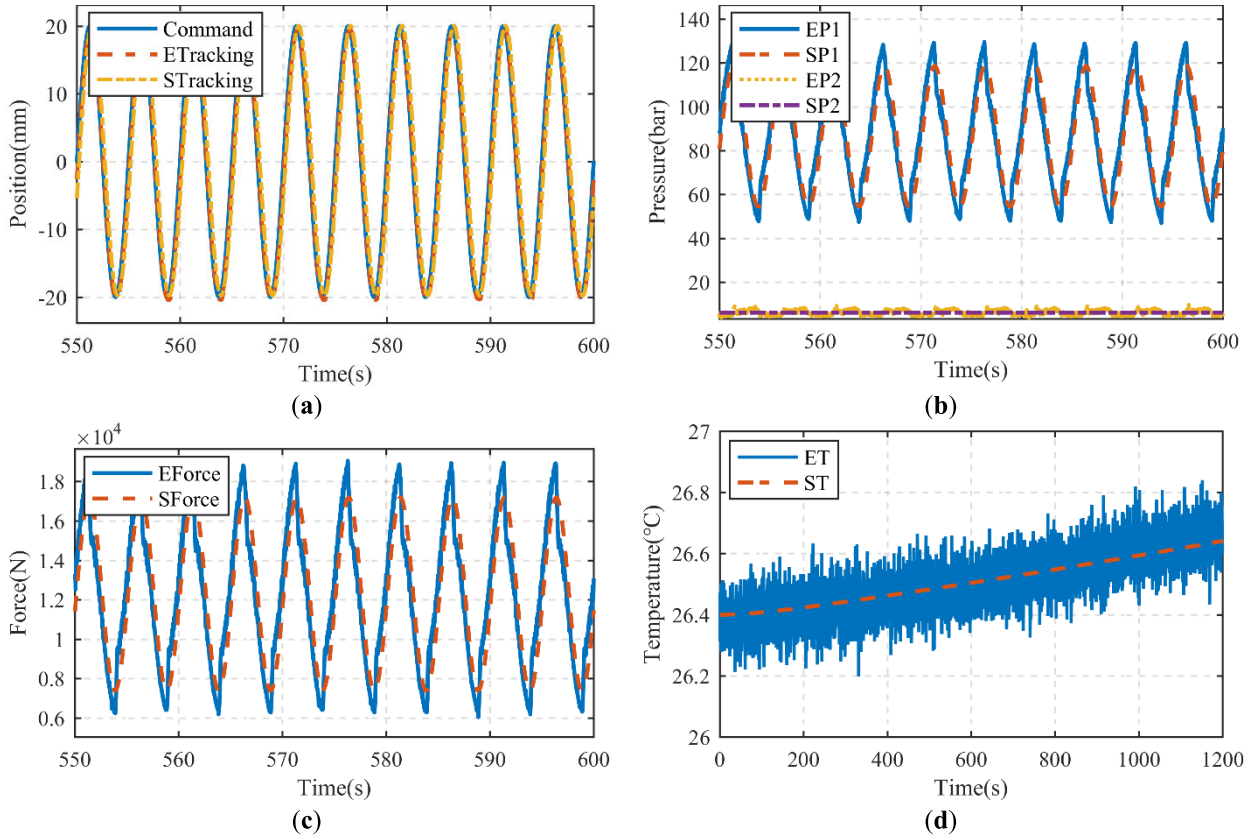 Command
ETracking
STracking
20
10
0
-10
-20
Position(mm)
550
560
570
580
590
600
Time(s)
(a)
EP1
SP1
EP2
SP2
140
120
100
80
60
40
20
Pressure(bar)
550
560
570
580
590
600
Time(s)
(b)
×10⁴
EForce
SForce
1.8
1.6
1.4
1.2
1.0
0.8
0.6
Force(N)
550
560
570
580
590
600
Time(s)
(c)
ET
ST
27
26.8
26.6
26.4
26.2
26
Temperature(°C)
0
200
400
600
800
1000
1200
Time(s)
(d)